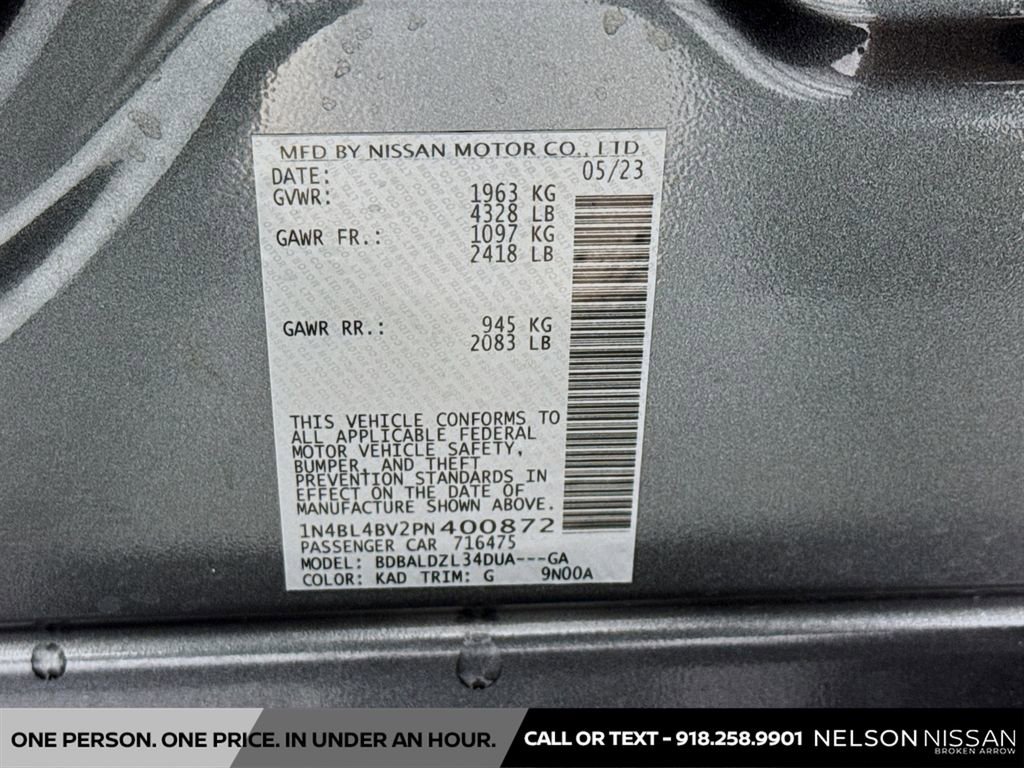 MFD BY NISSAN MOTOR CO., LTD
DATE: 05/23
GVWR: 1963 KG
4328 LB
GAWR FR.: 1097 KG
2418 LB
GAWR RR.: 945 KG
2083 LB
THIS VEHICLE CONFORMS TO
ALL APPLICABLE FEDERAL
MOTOR VEHICLE SAFETY,
BUMPER, AND THEFT
PREVENTION STANDARDS IN
EFFECT ON THE DATE OF
MANUFACTURE SHOWN ABOVE.
1N4BL4BV2PN400872
PASSENGER CAR 716475
MODEL: BDBALDZL34DUA---GA
COLOR: KAD TRIM: G 9N00A
ONE PERSON. ONE PRICE. IN UNDER AN HOUR.
CALL OR TEXT - 918.258.9901
NELSON NISSAN
BROKEN ARROW